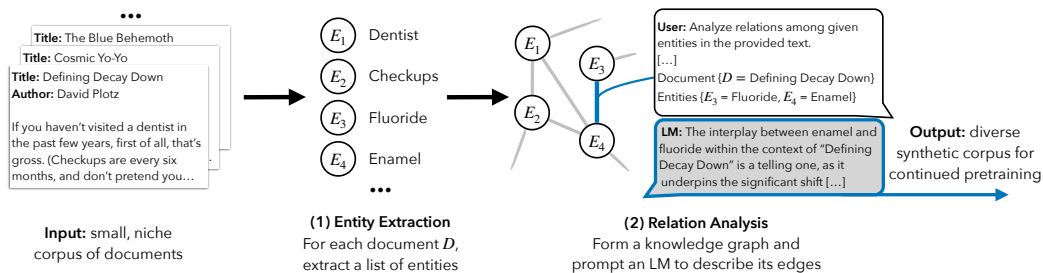 •••
Title: The Blue Behemoth
Title: Cosmic Yo-Yo
Title: Defining Decay Down
Author: David Plotz
If you haven't visited a dentist in
the past few years, first of all, that's
gross. (Checkups are every six
months, and don't pretend you…
Input: small, niche
corpus of documents
E1 Dentist
E2 Checkups
E3 Fluoride
E4 Enamel
•••
(1) Entity Extraction
For each document D,
extract a list of entities
E1
E3
E2
E4
User: Analyze relations among given
entities in the provided text.
[…]
Document {D = Defining Decay Down}
Entities {E3 = Fluoride, E4 = Enamel}
LM: The interplay between enamel and
fluoride within the context of "Defining
Decay Down" is a telling one, as it
underpins the significant shift […]
(2) Relation Analysis
Form a knowledge graph and
prompt an LM to describe its edges
Output: diverse
synthetic corpus for
continued pretraining